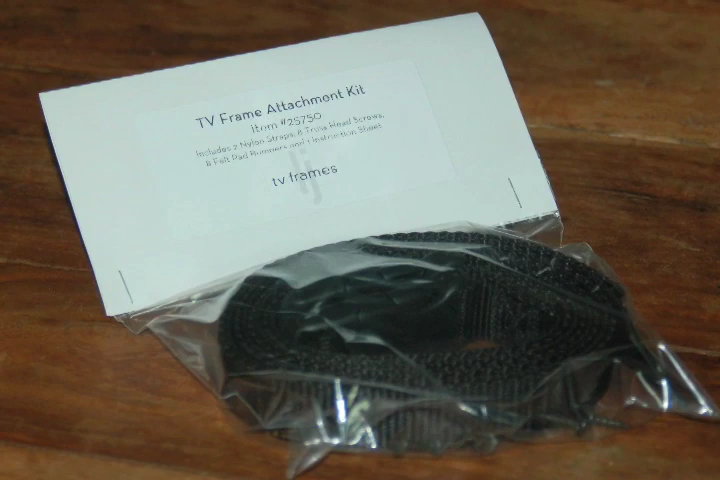 TV Frame Attachment Kit
Item #25750
Includes 2 Nylon Straps, 8 Truss Head Screws,
8 Felt Pad Bumpers and 1 Instruction Sheet
tv frames